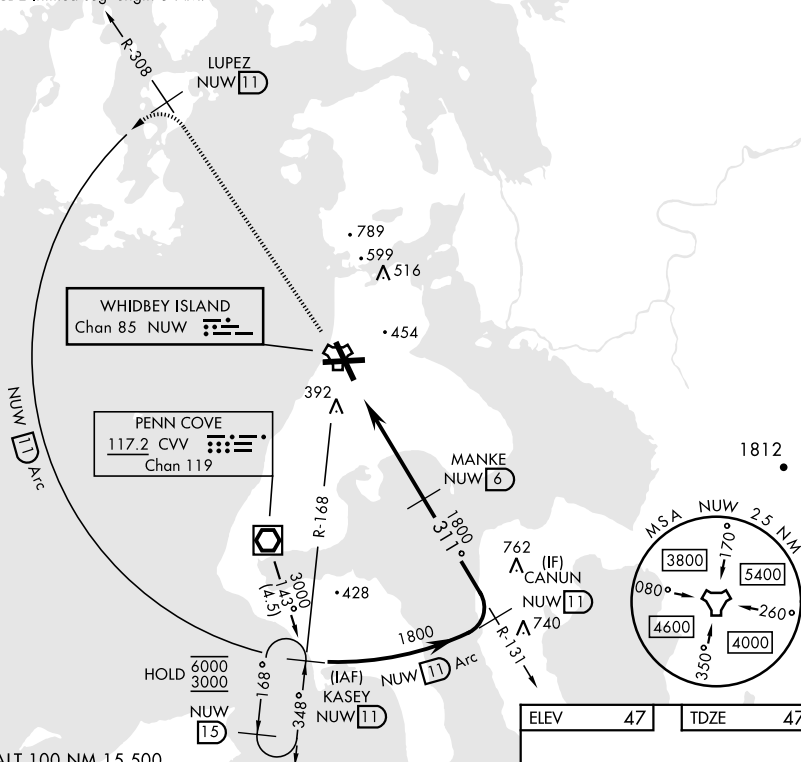 R-308
LUPEZ
NUW 11
789
599
516
454
WHIDBEY ISLAND
Chan 85 NUW
392
PENN COVE
117.2 CVV
Chan 119
NUW 11 Arc
R-168
MANKE
NUW 6
1800
311°
1812
MSA NUW 25 NM
170°
3800
5400
080°
260°
4600
4000
350°
762
(IF)
CANUN
NUW 11
740
R-131
3000
143°
(4.5)
428
1800
NUW 11 Arc
HOLD 6000
3000
168°
348°
(IAF)
KASEY
NUW 11
NUW
15
ELEV 47
TDZE 47
ALT 100 NM 15,500